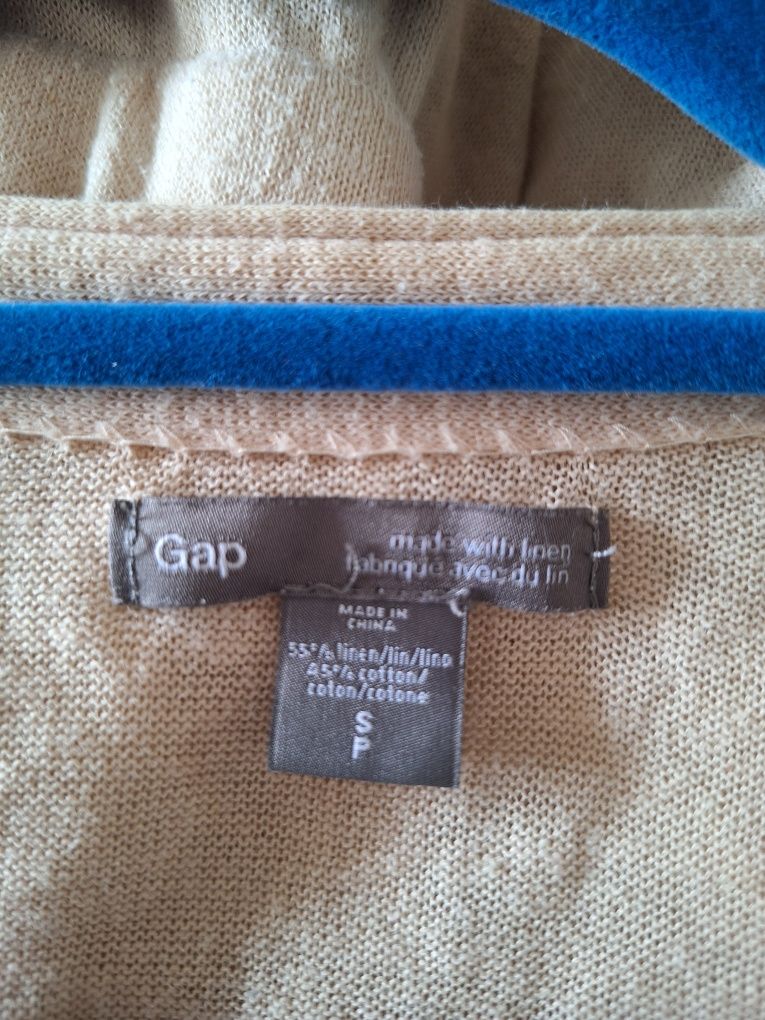 Gap
made with linen
fabriqué avec du lin
MADE IN
CHINA
55% linen/lin/lino
45% cotton/
coton/cotone
S
P